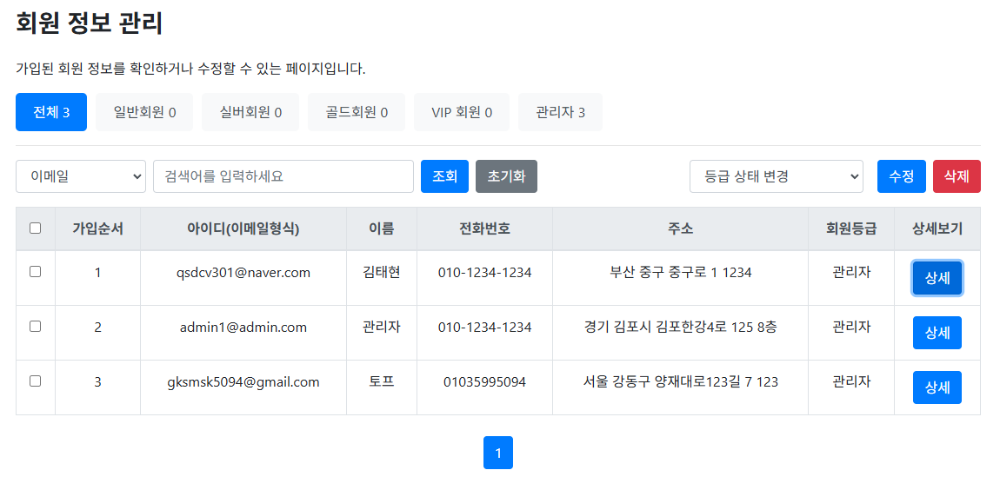 회원 정보 관리
가입된 회원 정보를 확인하거나 수정할 수 있는 페이지입니다.
전체 3 일반회원 0 실버회원 0 골드회원 0 VIP 회원 0 관리자 3
이메일 검색어를 입력하세요 조회 초기화 등급 상태 변경 수정 삭제
가입순서 아이디(이메일형식) 이름 전화번호 주소 회원등급 상세보기
1 qsdcv301@naver.com 김태현 010-1234-1234 부산 중구 중구로 1 1234 관리자 상세
2 admin1@admin.com 관리자 010-1234-1234 경기 김포시 김포한강4로 125 8층 관리자 상세
3 gksmsk5094@gmail.com 토프 01035995094 서울 강동구 양재대로123길 7 123 관리자 상세
1